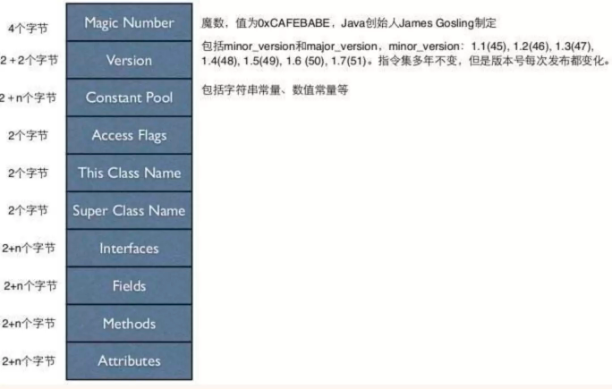 4个字节 Magic Number 魔数，值为0xCAFEBABE，Java创始人James Gosling制定
2+2个字节 Version 包括minor_version和major_version，minor_version：1.1(45), 1.2(46), 1.3(47),
1.4(48), 1.5(49), 1.6 (50), 1.7(51)。指令集多年不变，但是版本号每次发布都变化。
2+n个字节 Constant Pool 包括字符串常量、数值常量等
2个字节 Access Flags
2个字节 This Class Name
2个字节 Super Class Name
2+n个字节 Interfaces
2+n个字节 Fields
2+n个字节 Methods
2+n个字节 Attributes